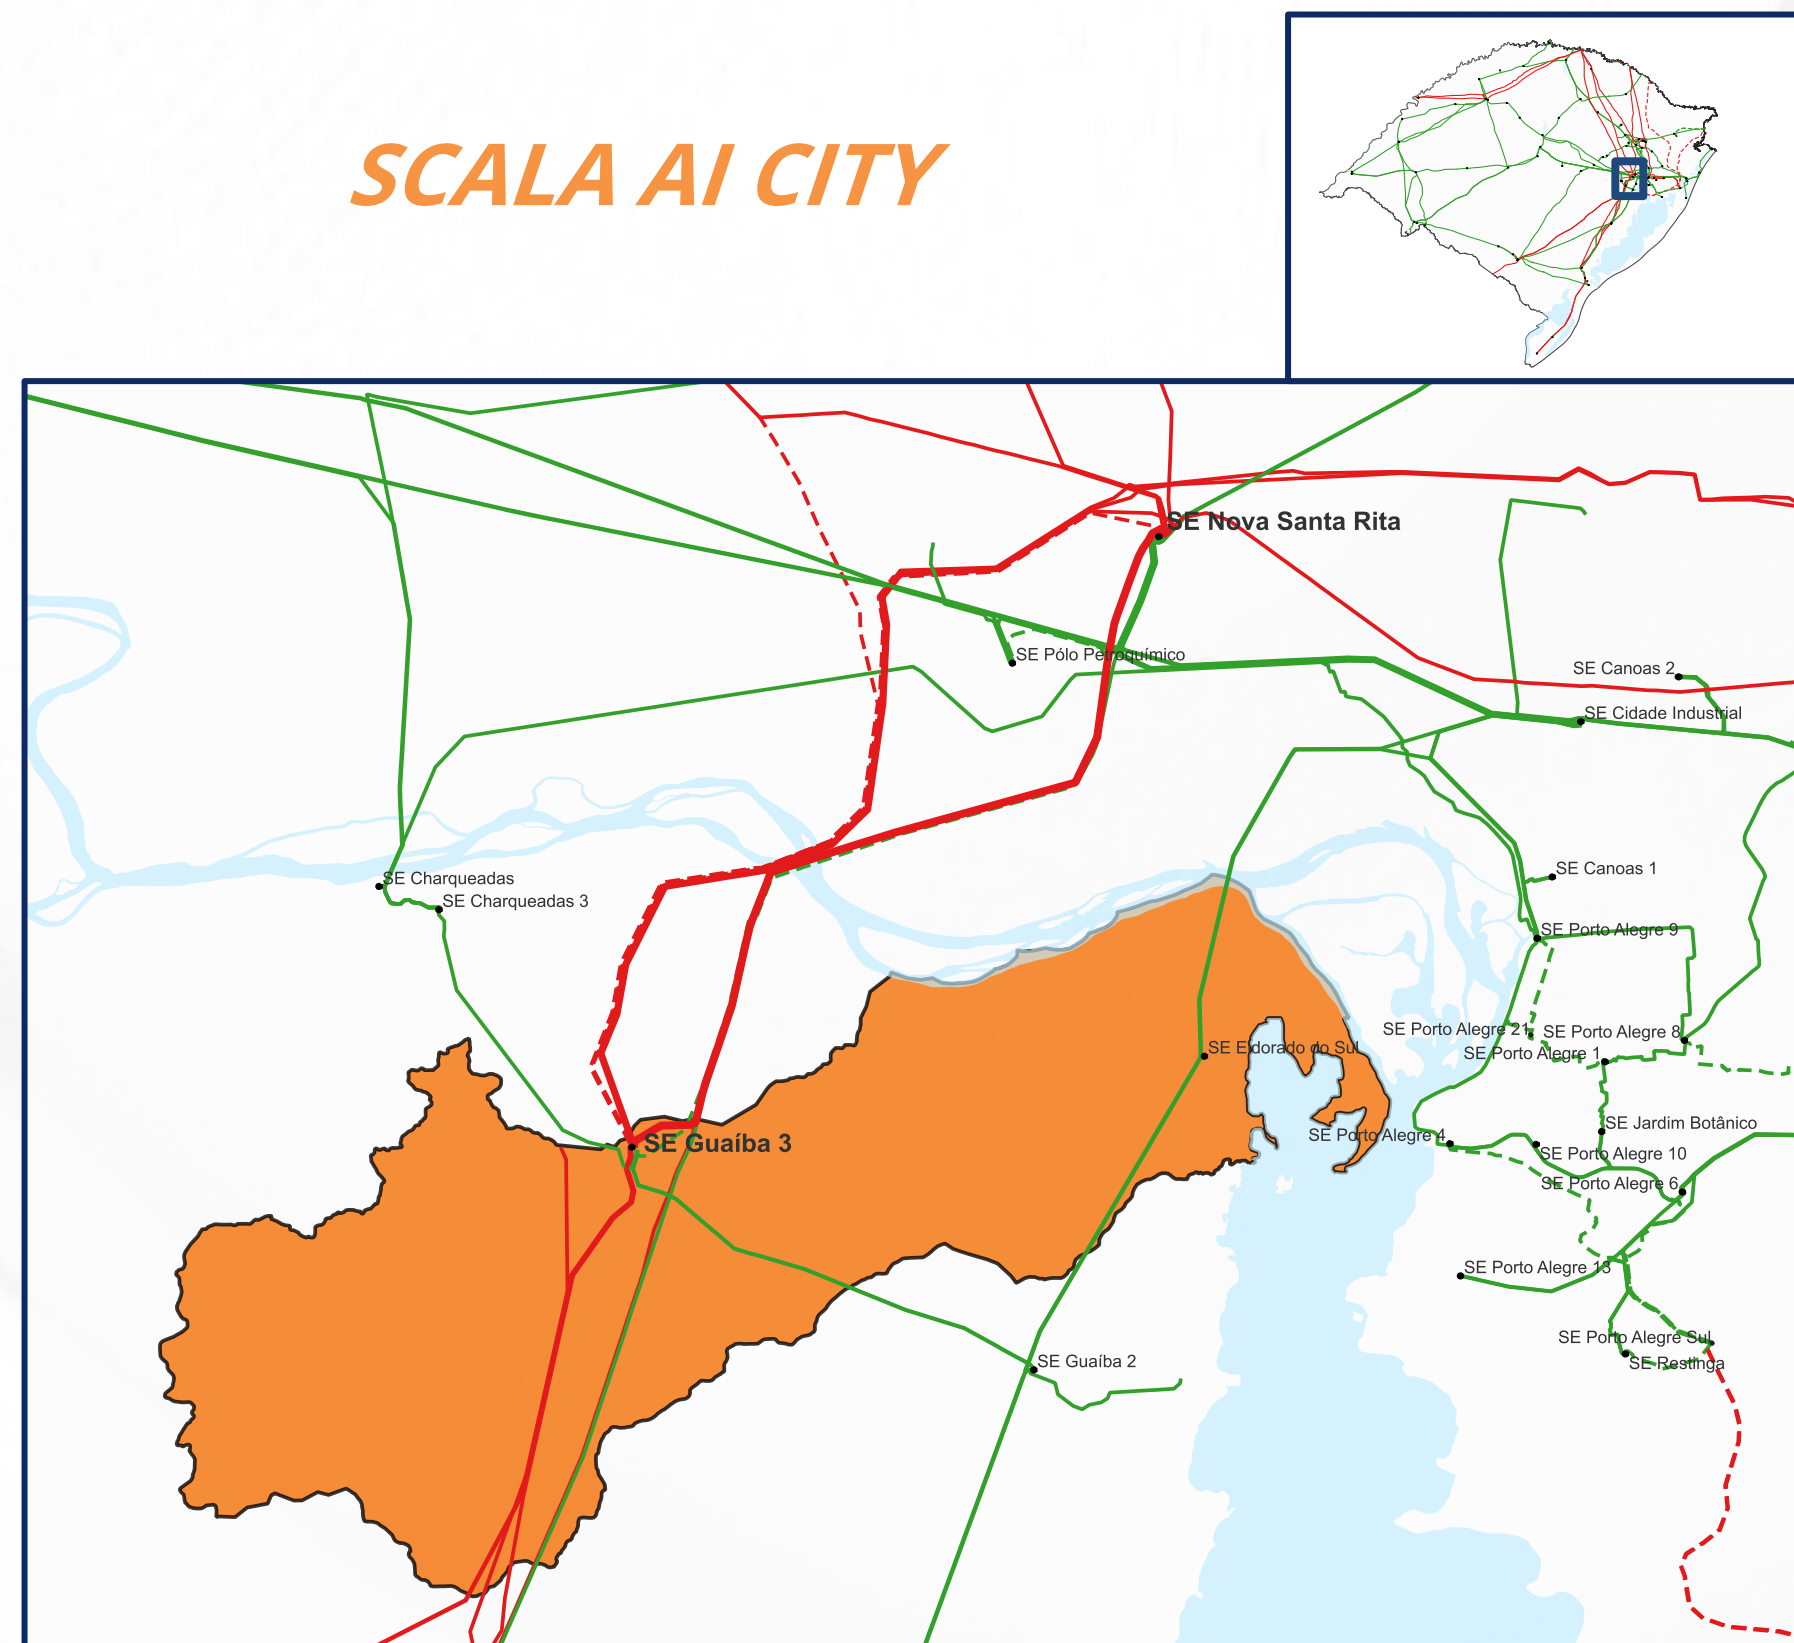 SCALA AI CITY
SE Nova Santa Rita
SE Pólo Petroquímico
SE Canoas 2
SE Cidade Industrial
SE Canoas 1
SE Charqueadas
SE Charqueadas 3
SE Porto Alegre 9
SE Porto Alegre 21
SE Porto Alegre 8
SE Eldorado do Sul
SE Porto Alegre 1
SE Jardim Botânico
SE Porto Alegre 4
SE Guaíba 3
SE Porto Alegre 10
SE Porto Alegre 6
SE Porto Alegre 13
SE Porto Alegre Sul
SE Guaíba 2
SE Restinga